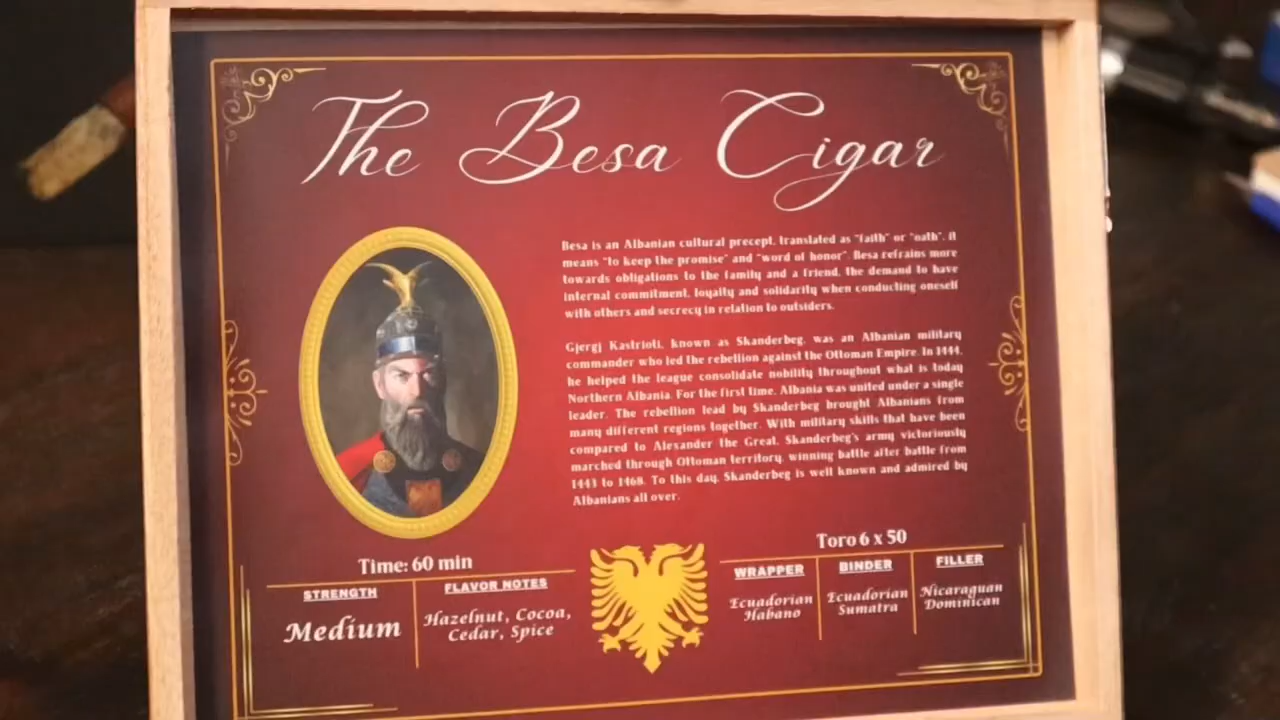 The Besa Cigar
Besa is an Albanian cultural precept, translated as "faith" or "oath", it
means "to keep the promise" and "word of honor". Besa refrains more
towards obligations to the family and a friend, the demand to have
internal commitment, loyalty and solidarity when conducting oneself
with others and secrecy in relation to outsiders.
Gjergj Kastrioti, known as Skanderbeg, was an Albanian military
commander who led the rebellion against the Ottoman Empire. In 1444,
he helped the league consolidate nobility throughout what is today
Northern Albania. For the first time, Albania was united under a single
leader. The rebellion lead by Skanderbeg brought Albanians from
many different regions together. With military skills that have been
compared to Alexander the Great, Skanderbeg's army victoriously
marched through Ottoman territory, winning battle after battle from
1443 to 1468. To this day, Skanderbeg is well known and admired by
Albanians all over.
Time: 60 min
STRENGTH
Medium
FLAVOR NOTES
Hazelnut, Cocoa,
Cedar, Spice
Toro 6 x 50
WRAPPER
Ecuadorian
Habano
BINDER
Ecuadorian
Sumatra
FILLER
Nicaraguan
Dominican